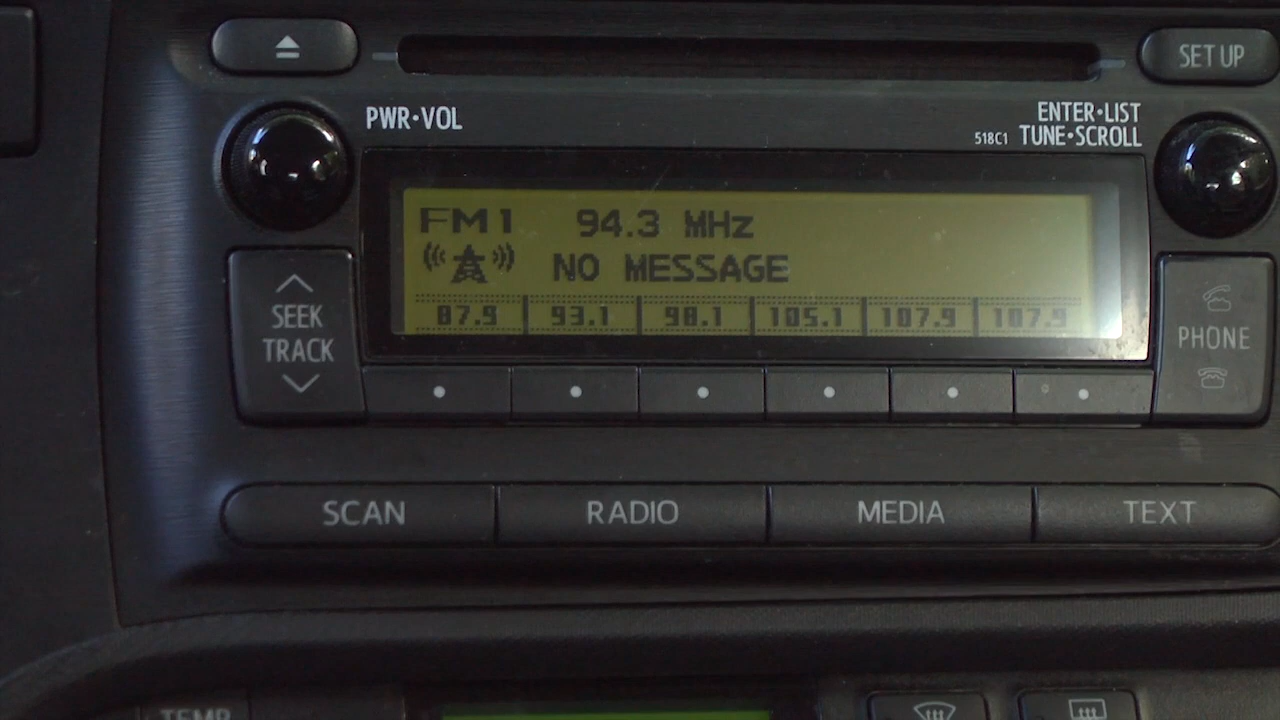 SET UP
PWR•VOL
ENTER•LIST
518C1 TUNE•SCROLL
FM1 94.3 MHz
NO MESSAGE
87.9 93.1 98.1 105.1 107.9 107.9
SEEK
TRACK
PHONE
SCAN RADIO MEDIA TEXT
TEMP